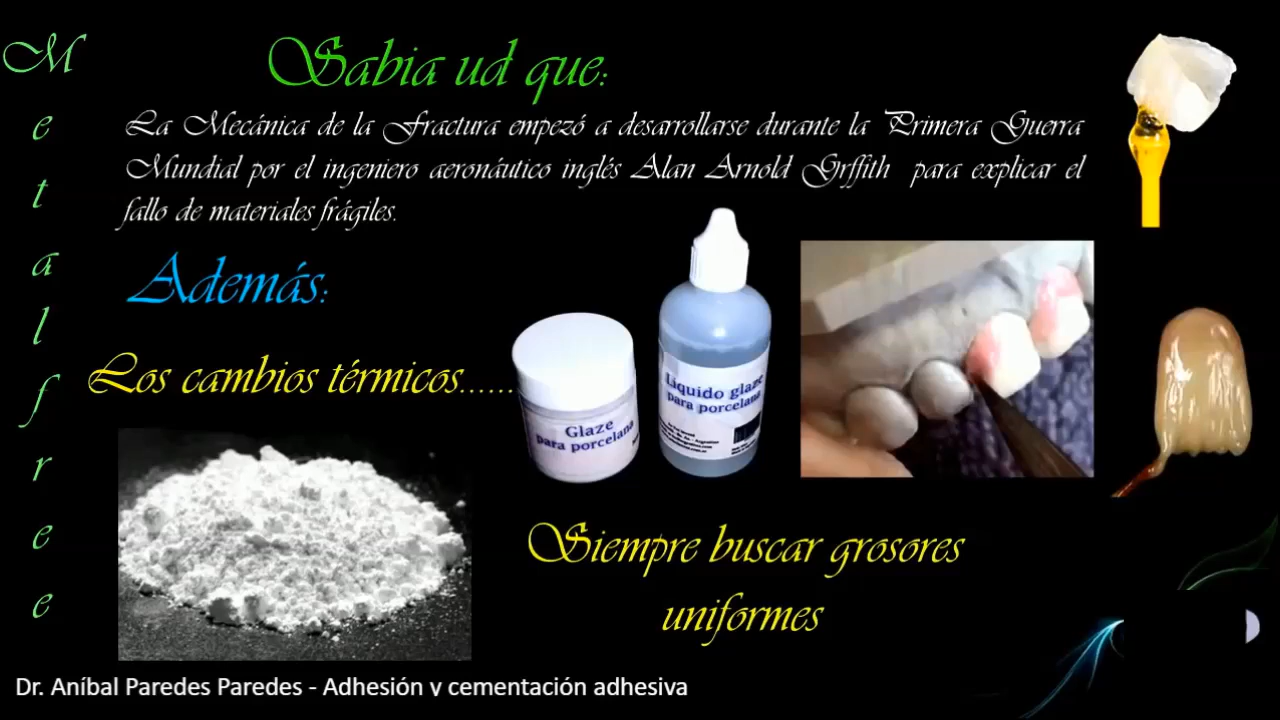 Metalfree
Sabia ud que:
La Mecánica de la Fractura empezó a desarrollarse durante la Primera Guerra
Mundial por el ingeniero aeronáutico inglés Alan Arnold Grffith para explicar el
fallo de materiales frágiles.
Además:
Los cambios térmicos......
Glaze
para porcelana
Líquido glaze
para porcelana
Siempre buscar grosores
uniformes
Dr. Aníbal Paredes Paredes - Adhesión y cementación adhesiva